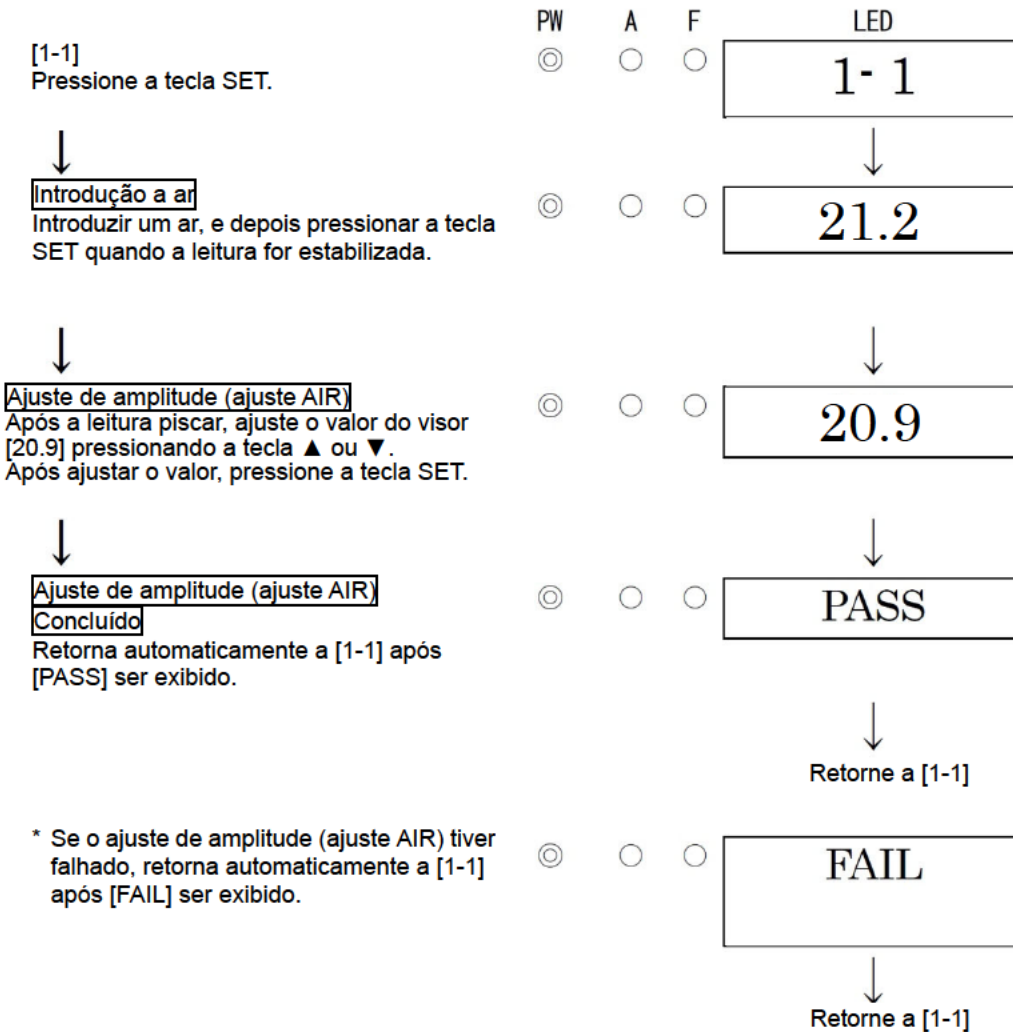 PW A F LED
[1-1]
Pressione a tecla SET.
1- 1
Introdução a ar
Introduzir um ar, e depois pressionar a tecla
SET quando a leitura for estabilizada.
21.2
Ajuste de amplitude (ajuste AIR)
Após a leitura piscar, ajuste o valor do visor
[20.9] pressionando a tecla ▲ ou ▼.
Após ajustar o valor, pressione a tecla SET.
20.9
Ajuste de amplitude (ajuste AIR)
Concluído
Retorna automaticamente a [1-1] após
[PASS] ser exibido.
PASS
Retorne a [1-1]
* Se o ajuste de amplitude (ajuste AIR) tiver
falhado, retorna automaticamente a [1-1]
após [FAIL] ser exibido.
FAIL
Retorne a [1-1]